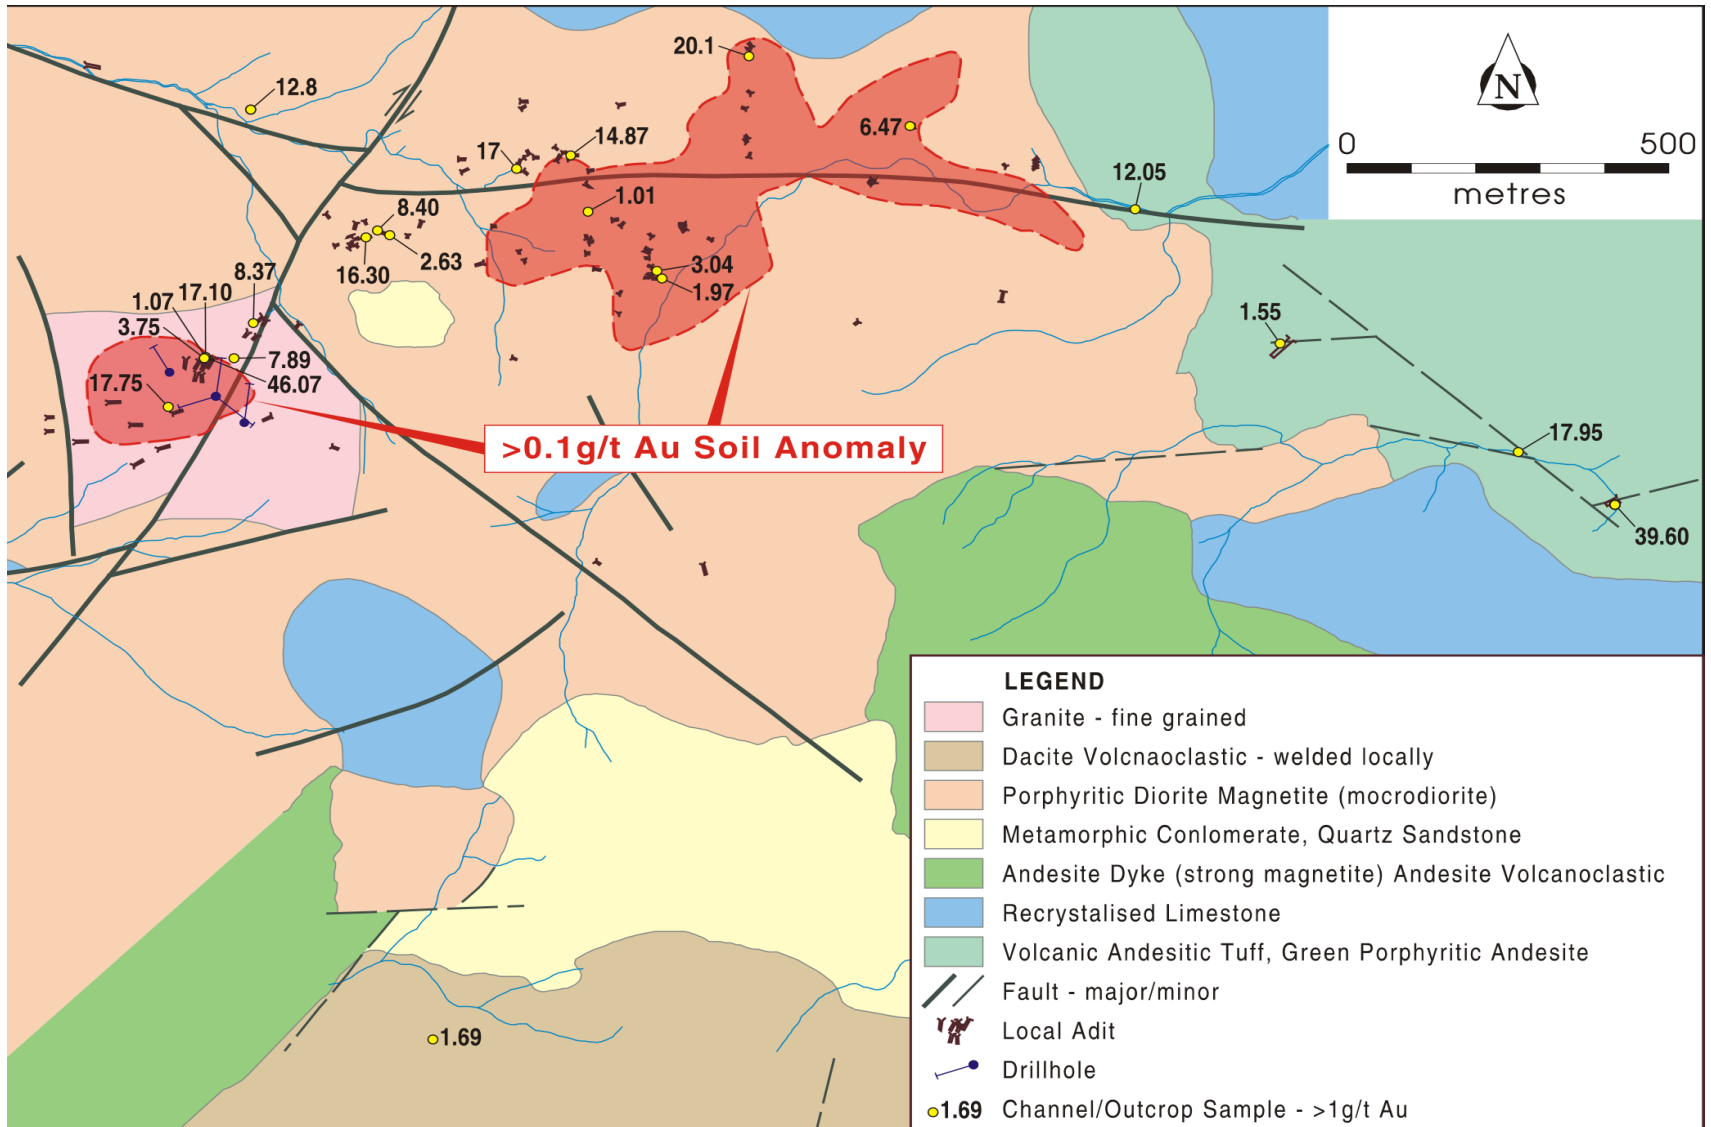 20.1
N
0 500
metres
12.8
14.87
6.47
17
12.05
1.01
8.40
2.63
16.30
3.04
1.97
8.37
17.10
1.07
3.75
1.55
7.89
46.07
17.75
>0.1g/t Au Soil Anomaly
17.95
39.60
LEGEND
Granite - fine grained
Dacite Volcnaoclastic - welded locally
Porphyritic Diorite Magnetite (mocrodiorite)
Metamorphic Conlomerate, Quartz Sandstone
Andesite Dyke (strong magnetite) Andesite Volcanoclastic
Recrystalised Limestone
Volcanic Andesitic Tuff, Green Porphyritic Andesite
Fault - major/minor
Local Adit
Drillhole
1.69 Channel/Outcrop Sample - >1g/t Au
1.69